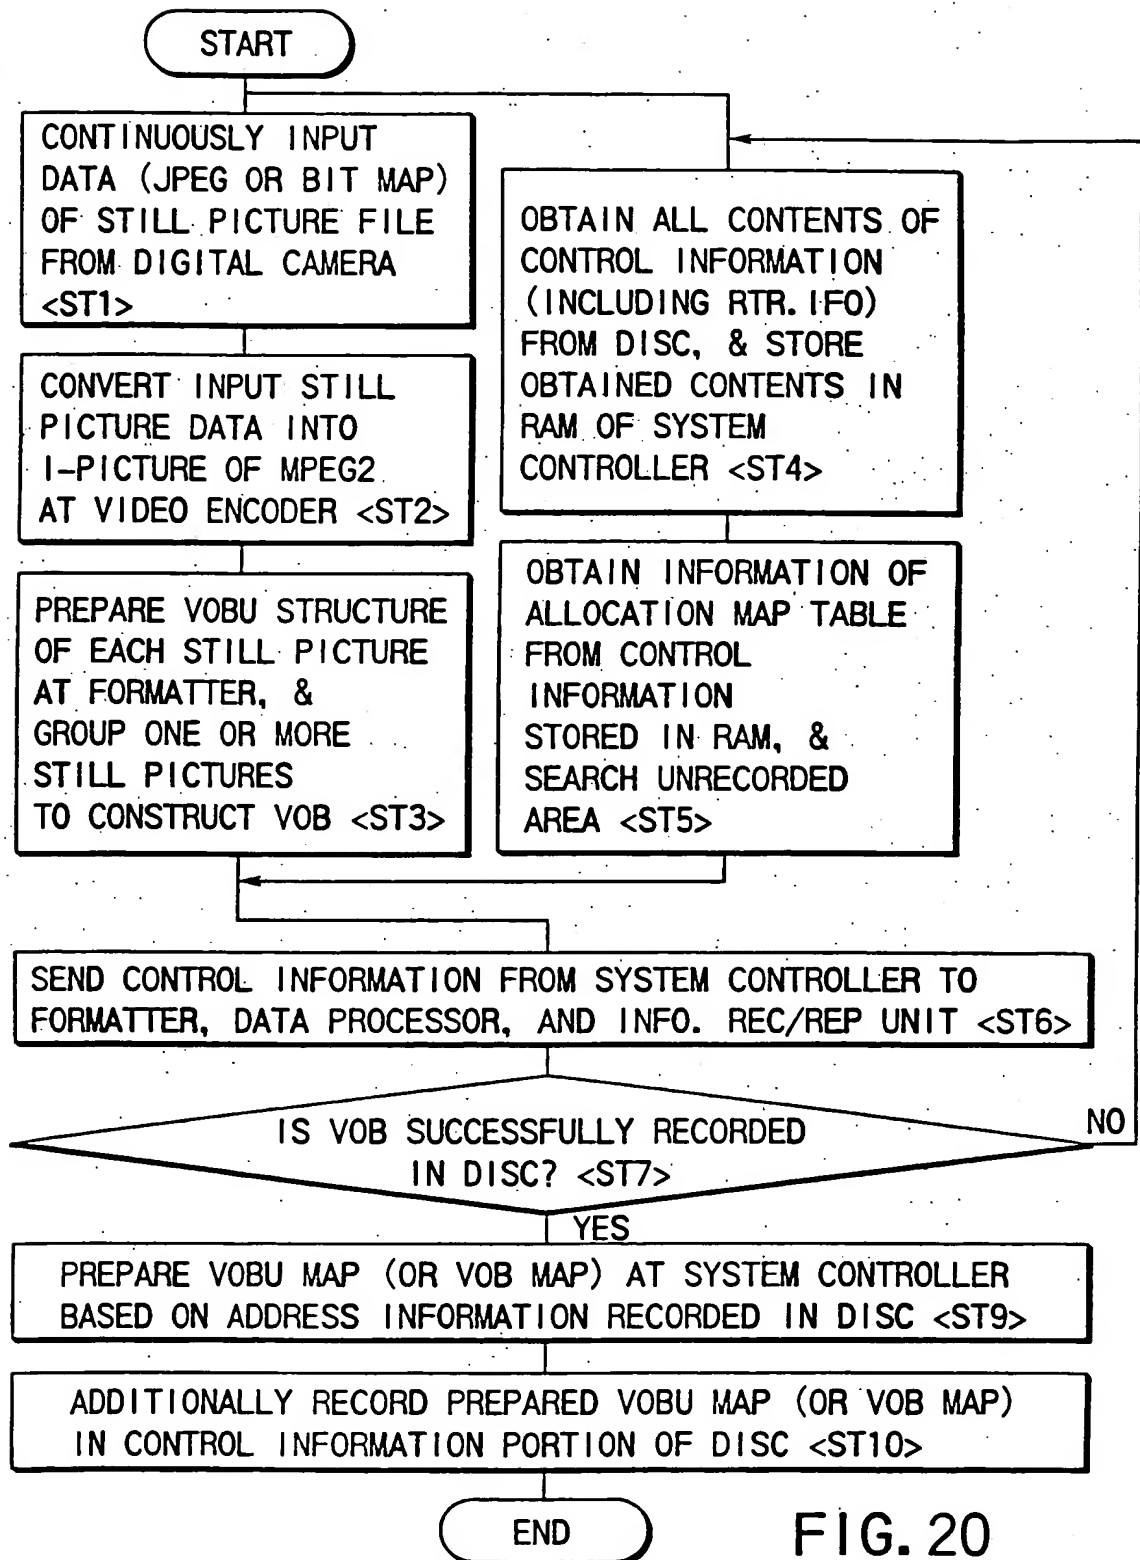 START
CONTINUOUSLY INPUT
DATA (JPEG OR BIT MAP)
OF STILL PICTURE FILE
FROM DIGITAL CAMERA
<ST1>
CONVERT INPUT STILL
PICTURE DATA INTO
I-PICTURE OF MPEG2
AT VIDEO ENCODER <ST2>
PREPARE VOBU STRUCTURE
OF EACH STILL PICTURE
AT FORMATTER, &
GROUP ONE OR MORE
STILL PICTURES
TO CONSTRUCT VOB <ST3>
OBTAIN ALL CONTENTS OF
CONTROL INFORMATION
(INCLUDING RTR. IFO)
FROM DISC, & STORE
OBTAINED CONTENTS IN
RAM OF SYSTEM
CONTROLLER <ST4>
OBTAIN INFORMATION OF
ALLOCATION MAP TABLE
FROM CONTROL
INFORMATION
STORED IN RAM, &
SEARCH UNRECORDED
AREA <ST5>
SEND CONTROL INFORMATION FROM SYSTEM CONTROLLER TO
FORMATTER, DATA PROCESSOR, AND INFO. REC/REP UNIT <ST6>
IS VOB SUCCESSFULLY RECORDED
IN DISC? <ST7>
NO
YES
PREPARE VOBU MAP (OR VOB MAP) AT SYSTEM CONTROLLER
BASED ON ADDRESS INFORMATION RECORDED IN DISC <ST9>
ADDITIONALLY RECORD PREPARED VOBU MAP (OR VOB MAP)
IN CONTROL INFORMATION PORTION OF DISC <ST10>
END
FIG. 20